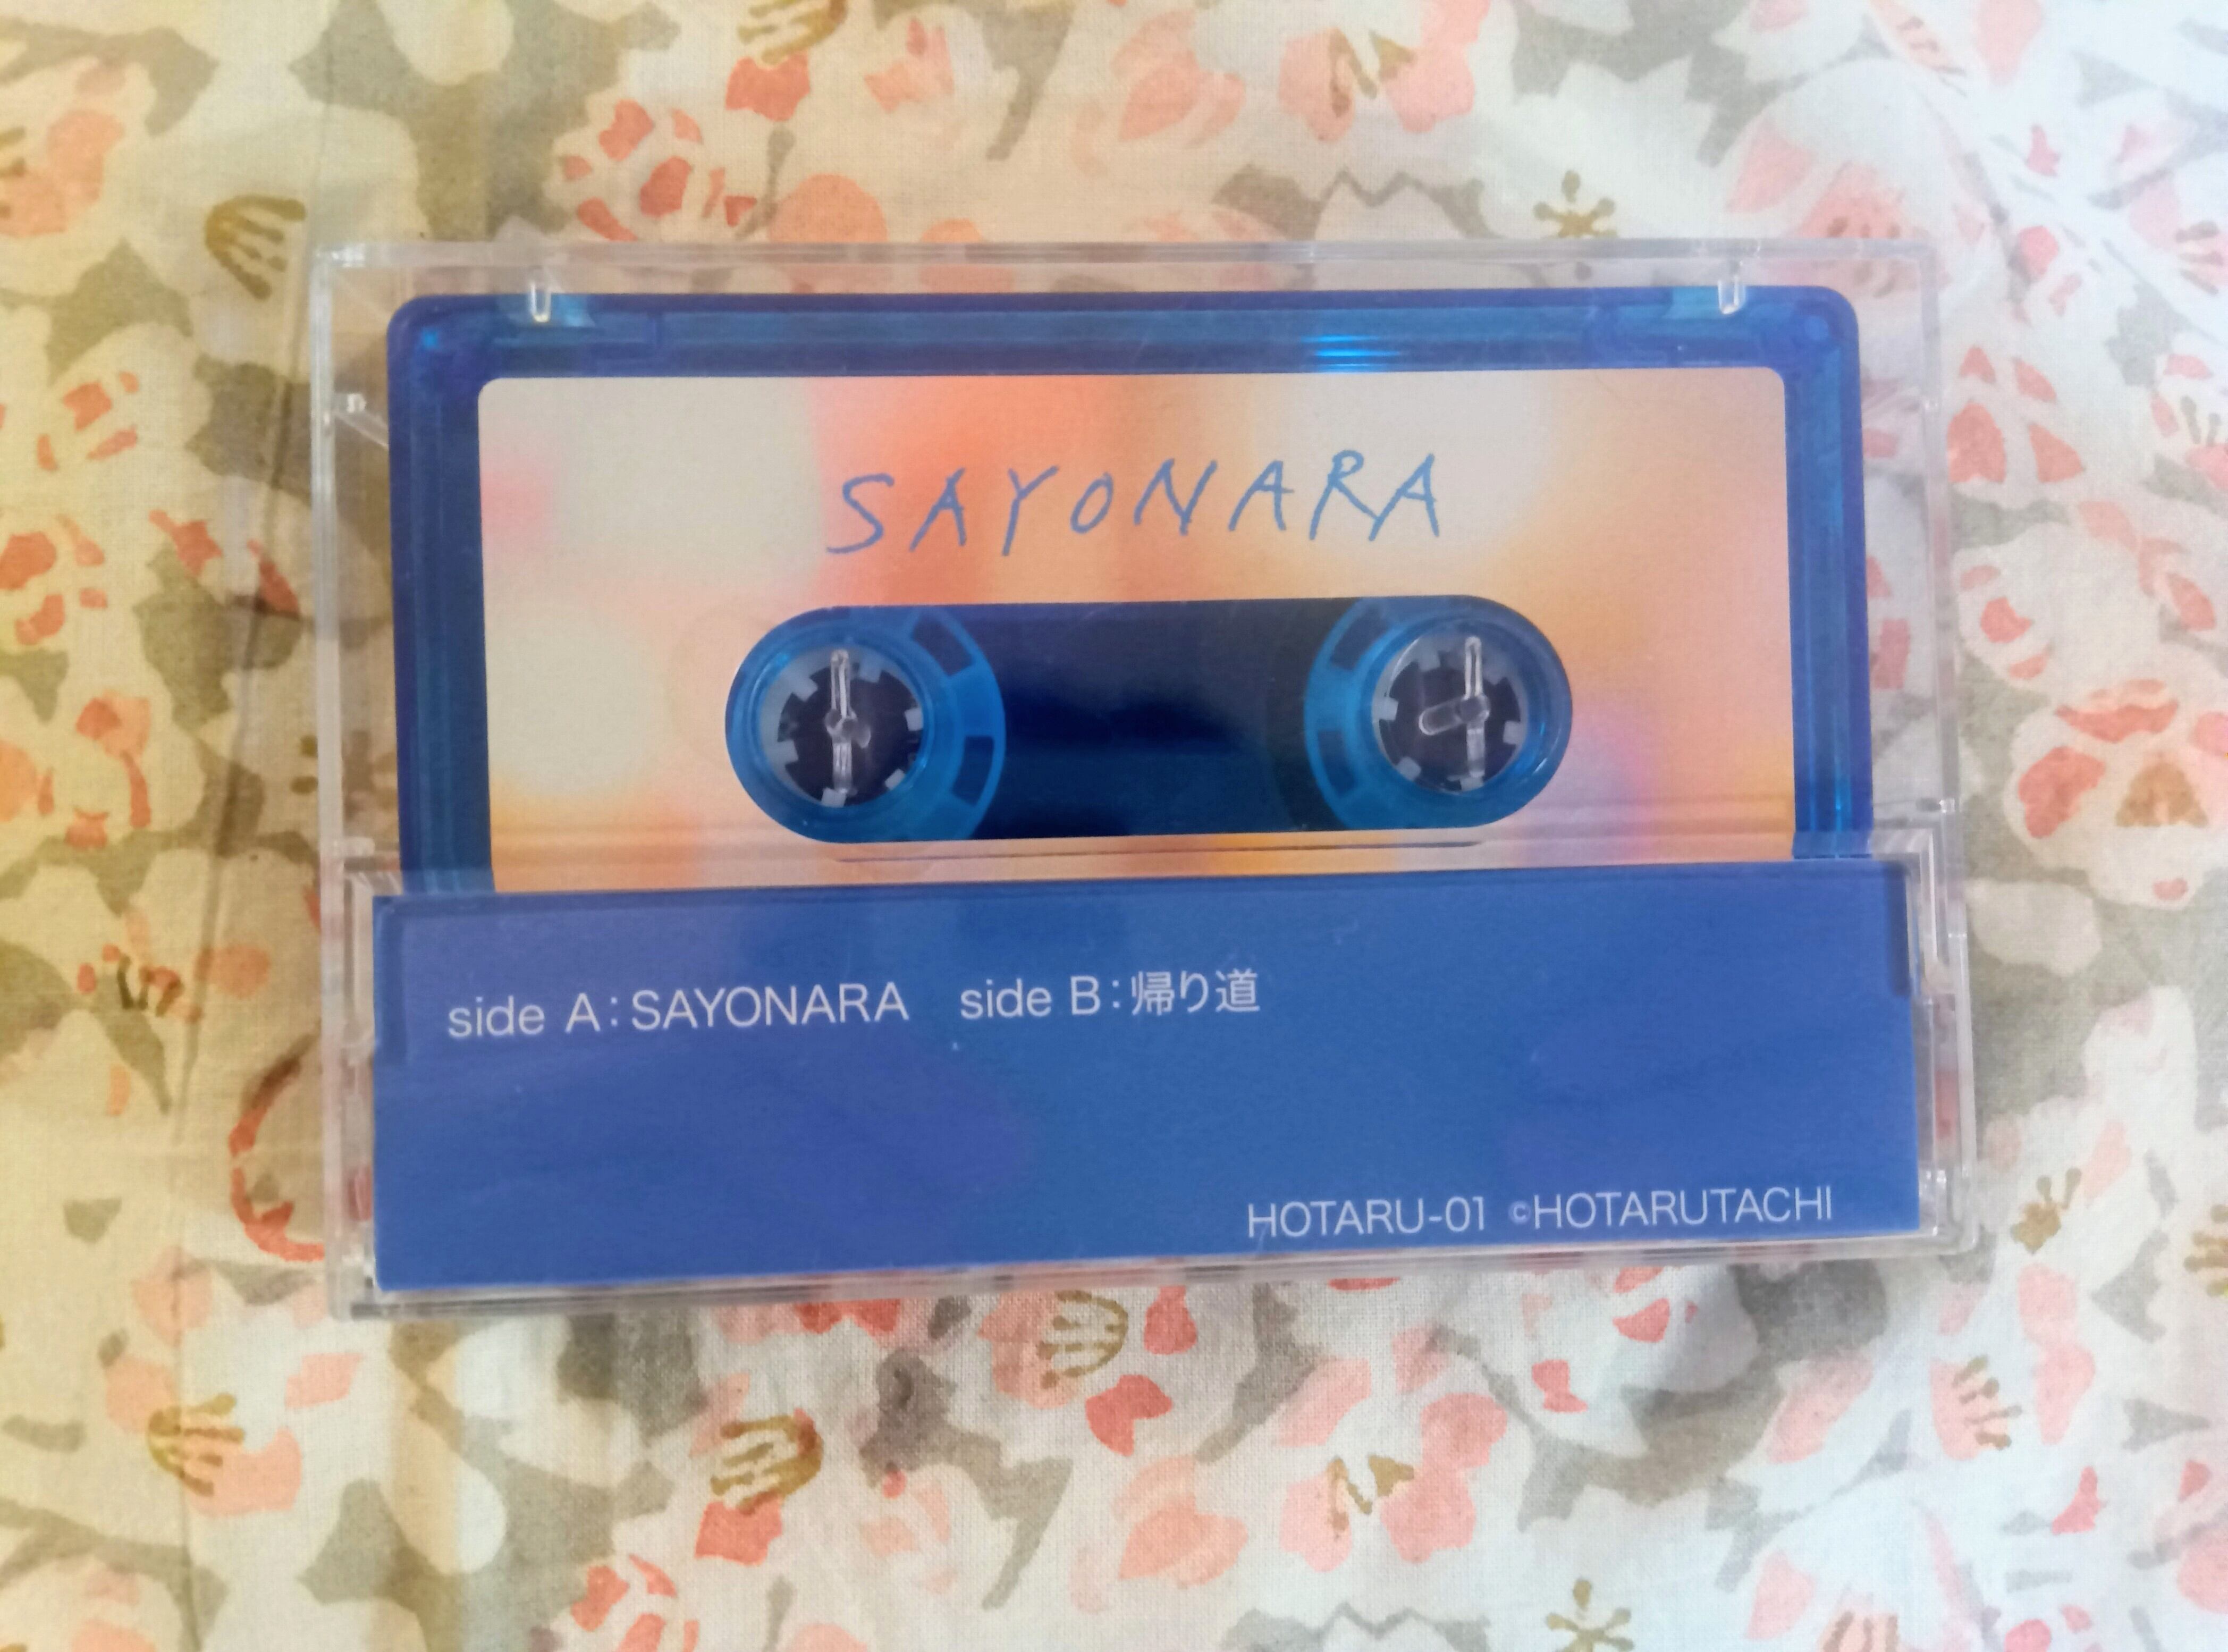 SAYONARA
side A:SAYONARA side B:帰り道
HOTARU-01 ©HOTARUTACHI